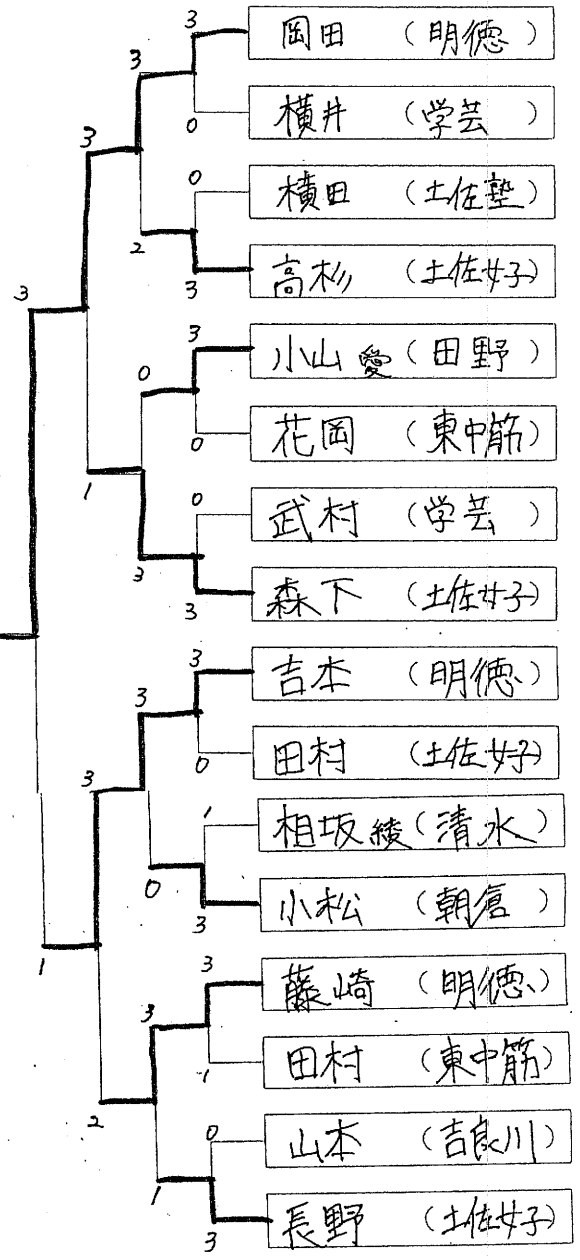 3
岡田 (明徳)
3
0
横井 (学芸)
3
0
横田 (土佐塾)
2
3
高杉 (土佐女子)
3
3
小山 愛 (田野)
0
0
花岡 (東中筋)
1
0
武村 (学芸)
3
3
森下 (土佐女子)
3
吉本 (明徳)
3
0
田村 (土佐女子)
3
1
相坂 綾 (清水)
0
3
小松 (朝倉)
1
3
藤崎 (明徳)
3
1
田村 (東中筋)
2
0
山本 (吉良川)
1
3
長野 (土佐女子)